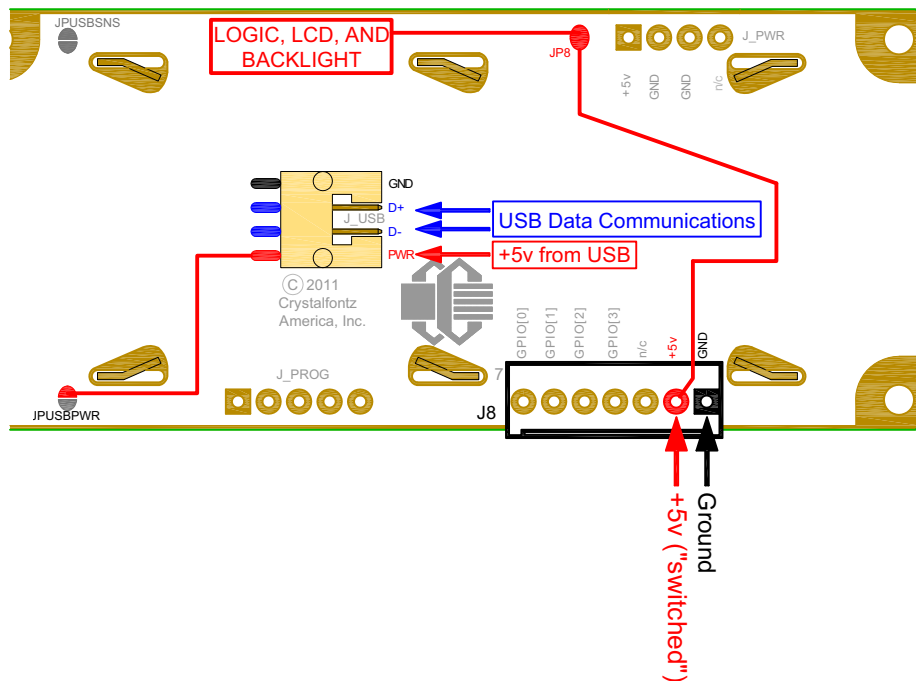 JPUSBSNS
LOGIC, LCD, AND
BACKLIGHT
JP8
J_PWR
+5v
GND
GND
n/c
GND
D+
J_USB
D-
PWR
USB Data Communications
+5v from USB
© 2011
Crystalfontz
America, Inc.
GPIO[0]
GPIO[1]
GPIO[2]
GPIO[3]
n/c
+5v
GND
J_PROG
7
JPUSBPWR
J8
+5v ("switched")
Ground